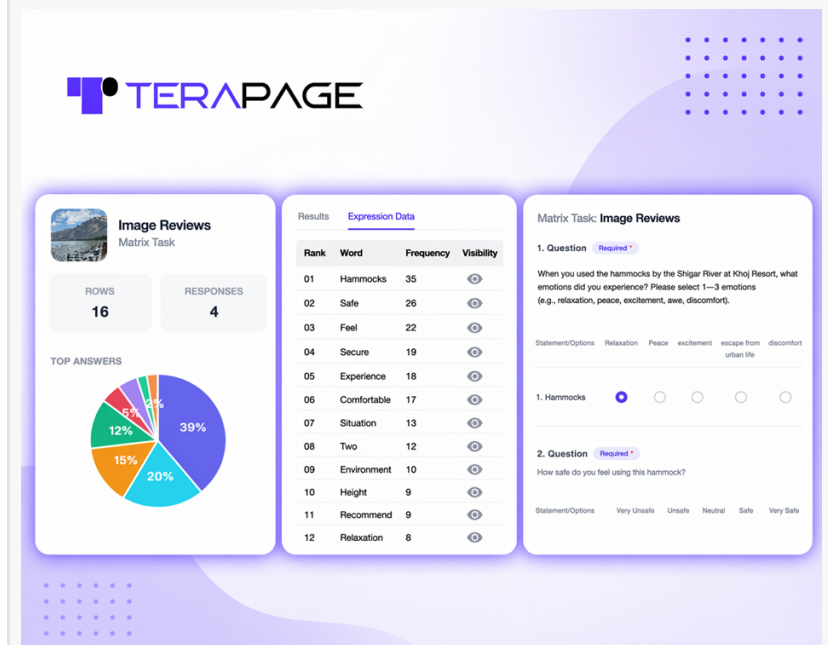 TERAPAGE
Image Reviews
Matrix Task
ROWS
16
RESPONSES
4
TOP ANSWERS
39%
20%
15%
12%
5%
2%
Results Expression Data
Rank Word Frequency Visibility
01 Hammocks 35
02 Safe 26
03 Feel 22
04 Secure 19
05 Experience 18
06 Comfortable 17
07 Situation 13
08 Two 12
09 Environment 10
10 Height 9
11 Recommend 9
12 Relaxation 8
Matrix Task: Image Reviews
1. Question Required *
When you used the hammocks by the Shigar River at Khoj Resort, what
emotions did you experience? Please select 1—3 emotions
(e.g., relaxation, peace, excitement, awe, discomfort).
Statement/Options Relaxation Peace excitement escape from urban life discomfort
1. Hammocks
2. Question Required *
How safe do you feel using this hammock?
Statement/Options Very Unsafe Unsafe Neutral Safe Very Safe